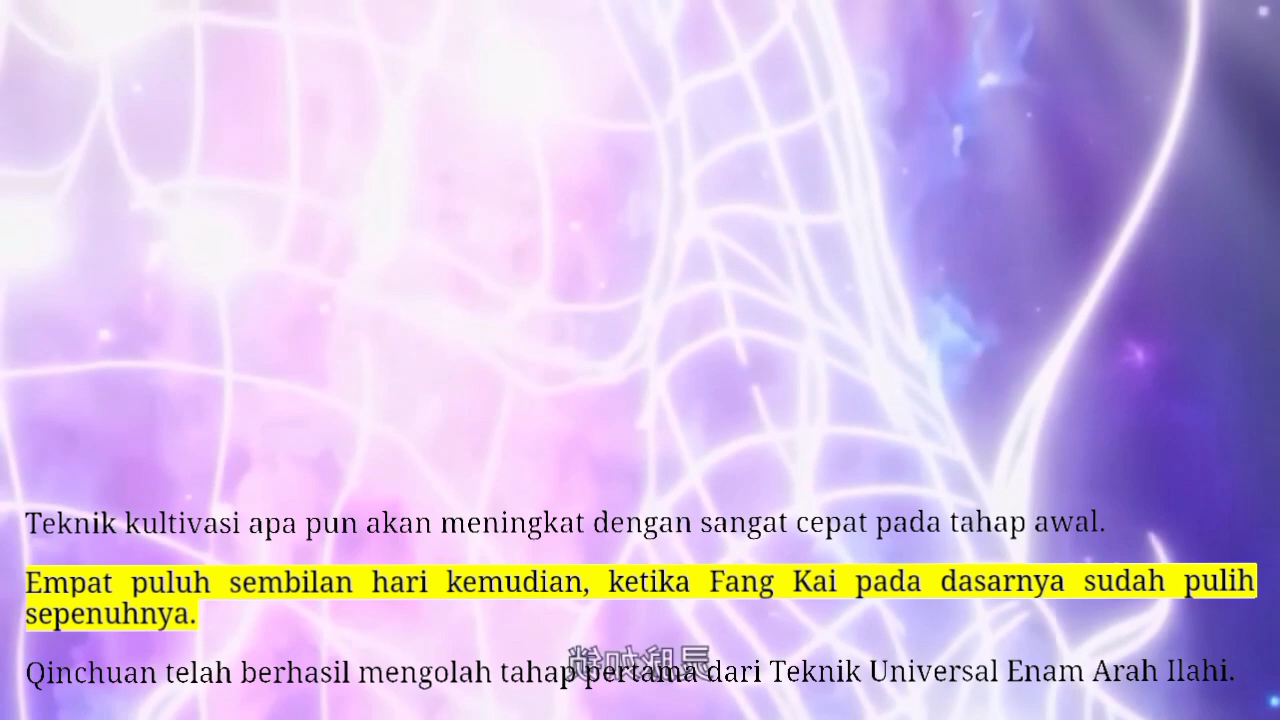 Teknik kultivasi apa pun akan meningkat dengan sangat cepat pada tahap awal.
Empat puluh sembilan hari kemudian, ketika Fang Kai pada dasarnya sudah pulih
sepenuhnya.
Qinchuan telah berhasil mengolah tahap pertama dari Teknik Universal Enam Arah Ilahi.